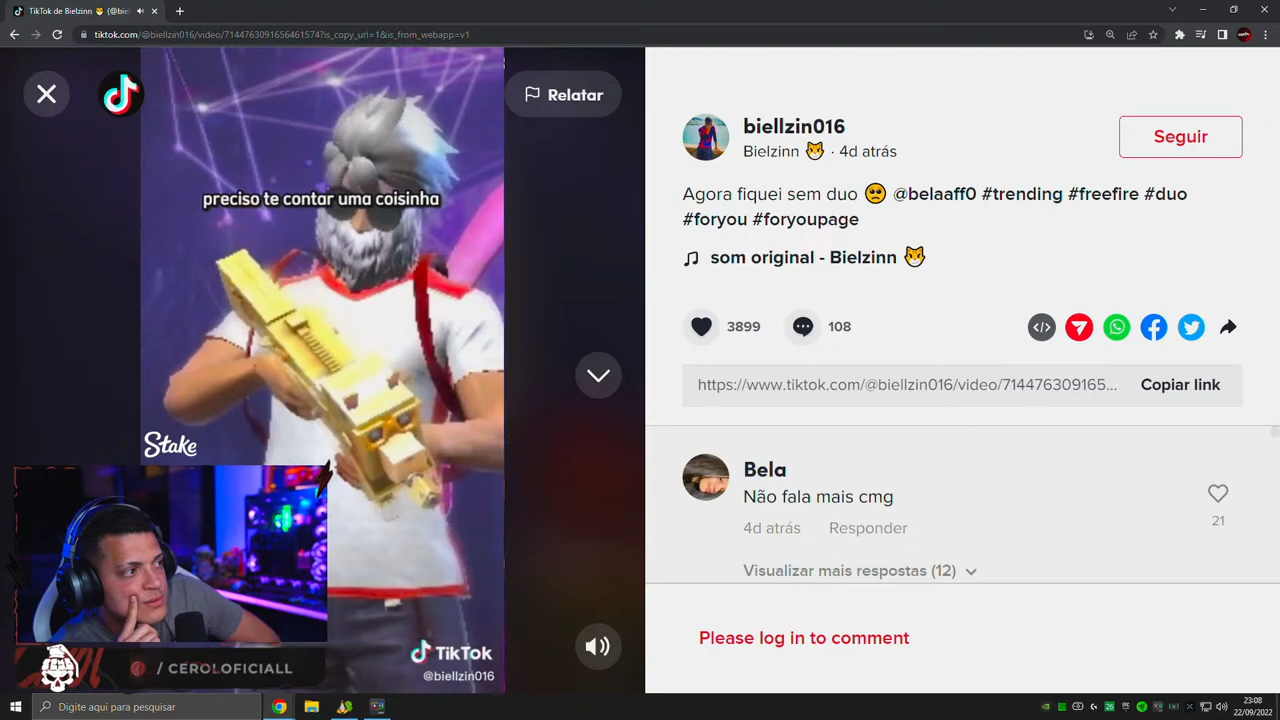 TikTok de Bielzinn 🐱 (@biel
tiktok.com/@biellzin016/video/7144763091656461574?is_copy_url=1&is_from_webapp=v1
Relatar
preciso te contar uma coisinha
Stake
TikTok
@biellzin016
/ CEROLOFICIALL
biellzin016
Bielzinn 🐱 · 4d atrás
Seguir
Agora fiquei sem duo 🥺 @belaaff0 #trending #freefire #duo
#foryou #foryoupage
som original - Bielzinn 🐱
3899
108
https://www.tiktok.com/@biellzin016/video/714476309165...
Copiar link
Bela
Não fala mais cmg
21
4d atrás
Responder
Visualizar mais respostas (12)
Please log in to comment
Digite aqui para pesquisar
26
23:08
22/09/2022